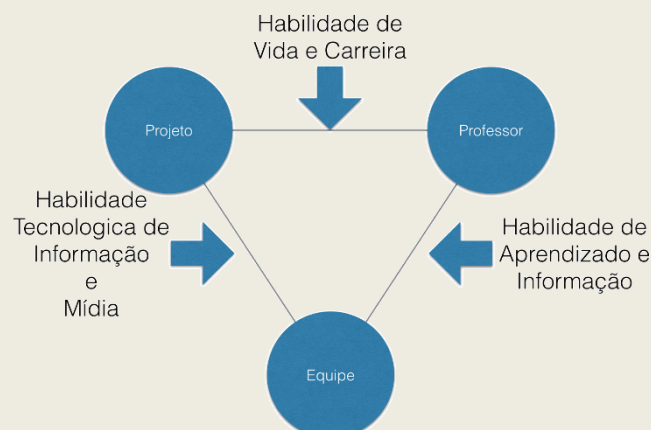 Habilidade de
Vida e Carreira
Projeto
Professor
Habilidade
Tecnologica de
Informação
e
Mídia
Habilidade de
Aprendizado e
Informação
Equipe